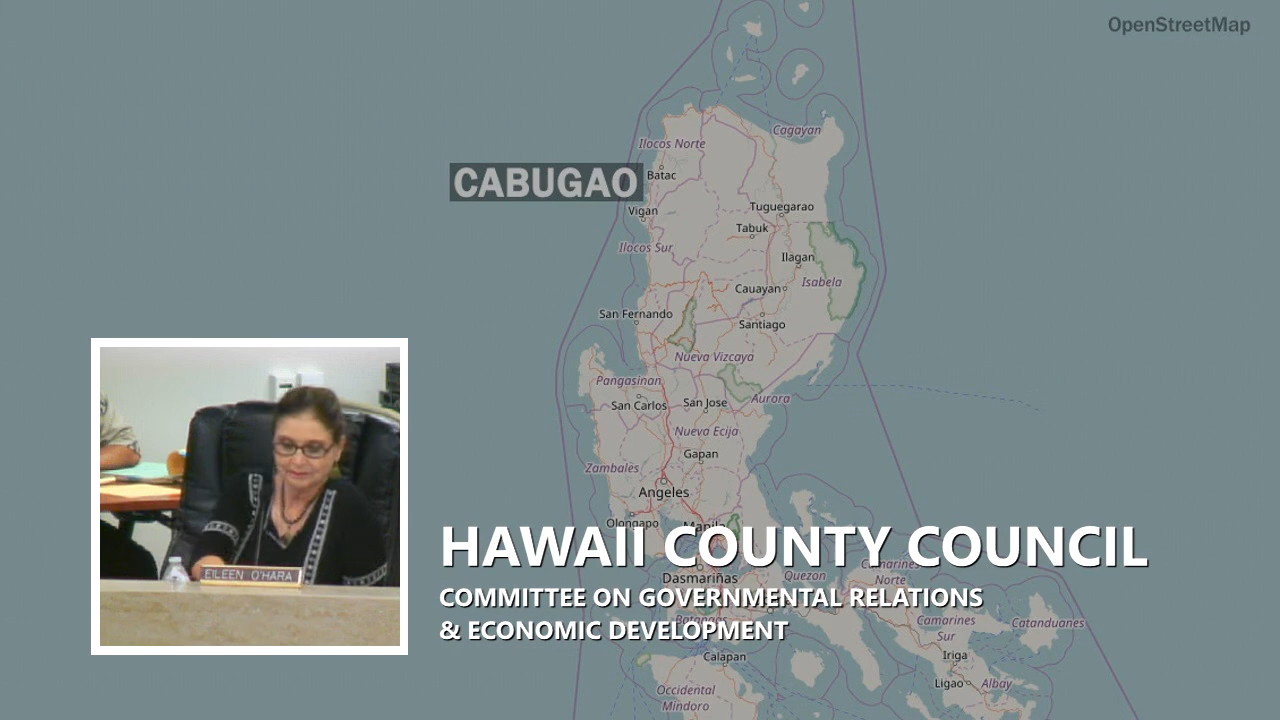 OpenStreetMap
Cagayan
Ilocos Norte
CABUGAO
Batac
Vigan
Tuguegarao
Tabuk
Ilocos Sur
Ilagan
Isabela
Cauayan
San Fernando
Santiago
Nueva Vizcaya
Pangasinan
San Carlos
San Jose
Aurora
Nueva Ecija
Gapan
Zambales
Angeles
Olongapo
Manila
HAWAII COUNTY COUNCIL
Camarines
Norte
Dasmariñas
Quezon
EILEEN O'HARA
COMMITTEE ON GOVERNMENTAL RELATIONS
Batangas
Camarines
Sur
Catanduanes
& ECONOMIC DEVELOPMENT
Calapan
Iriga
Ligao
Albay
Occidental
Mindoro